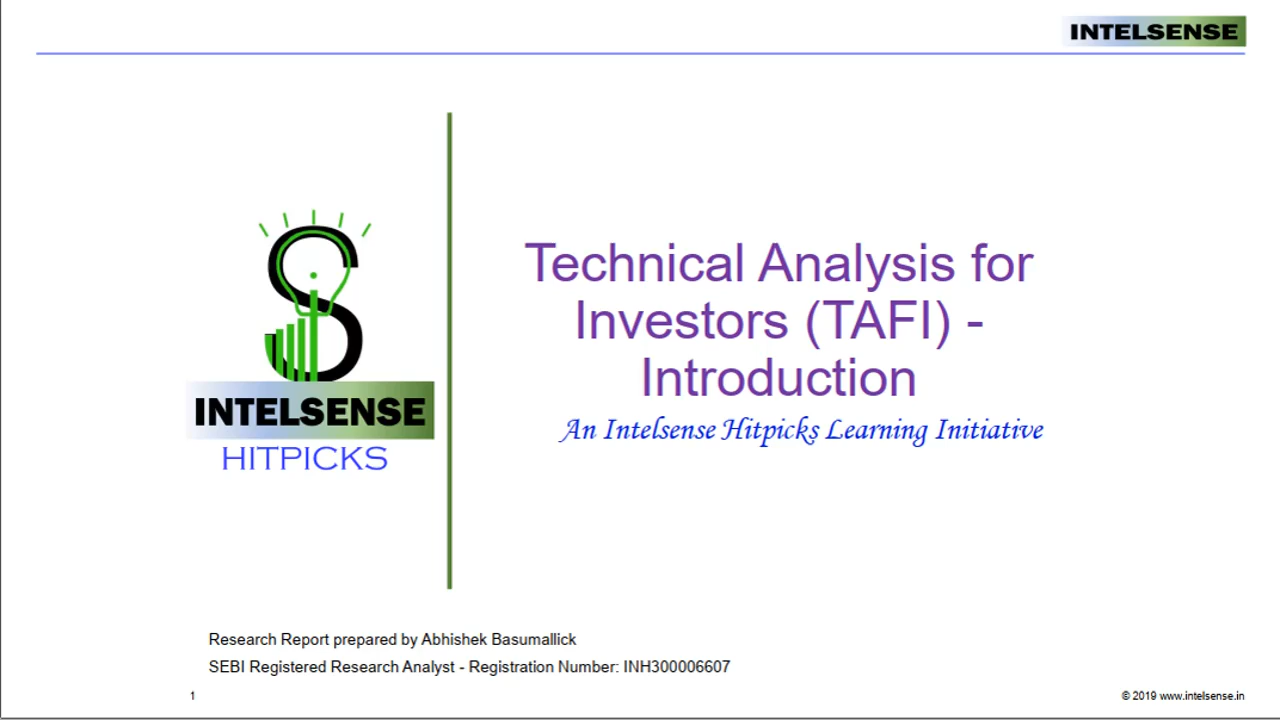 INTELSENSE
Technical Analysis for
Investors (TAFI) -
Introduction
An Intelsense Hitpicks Learning Initiative
INTELSENSE
HITPICKS
Research Report prepared by Abhishek Basumallick
SEBI Registered Research Analyst - Registration Number: INH300006607
1
© 2019 www.intelsense.in